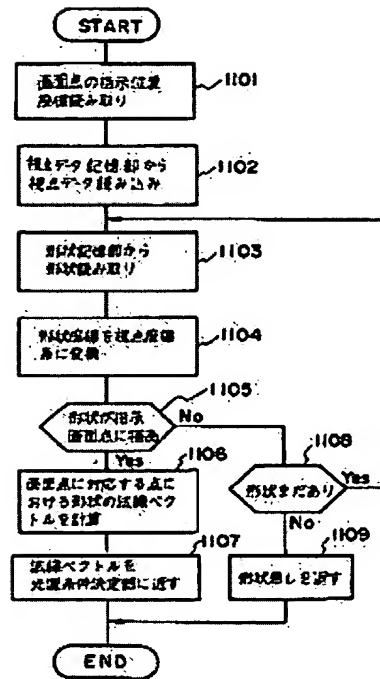 START
画面点の指示位置
座標読み取り
1101
視点データ記憶部から
視点データ読み込み
1102
形状記憶部から
形状読み取り
1103
形状座標を視点座標
系に変換
1104
形状が指示
画面点に描画
1105
No
Yes
画面点に対応する点に
おける形状の法線ベク
トルを計算
1106
法線ベクトルを
光源条件決定部に返す
1107
形状まだあり
1108
Yes
No
形状無しを返す
1109
END